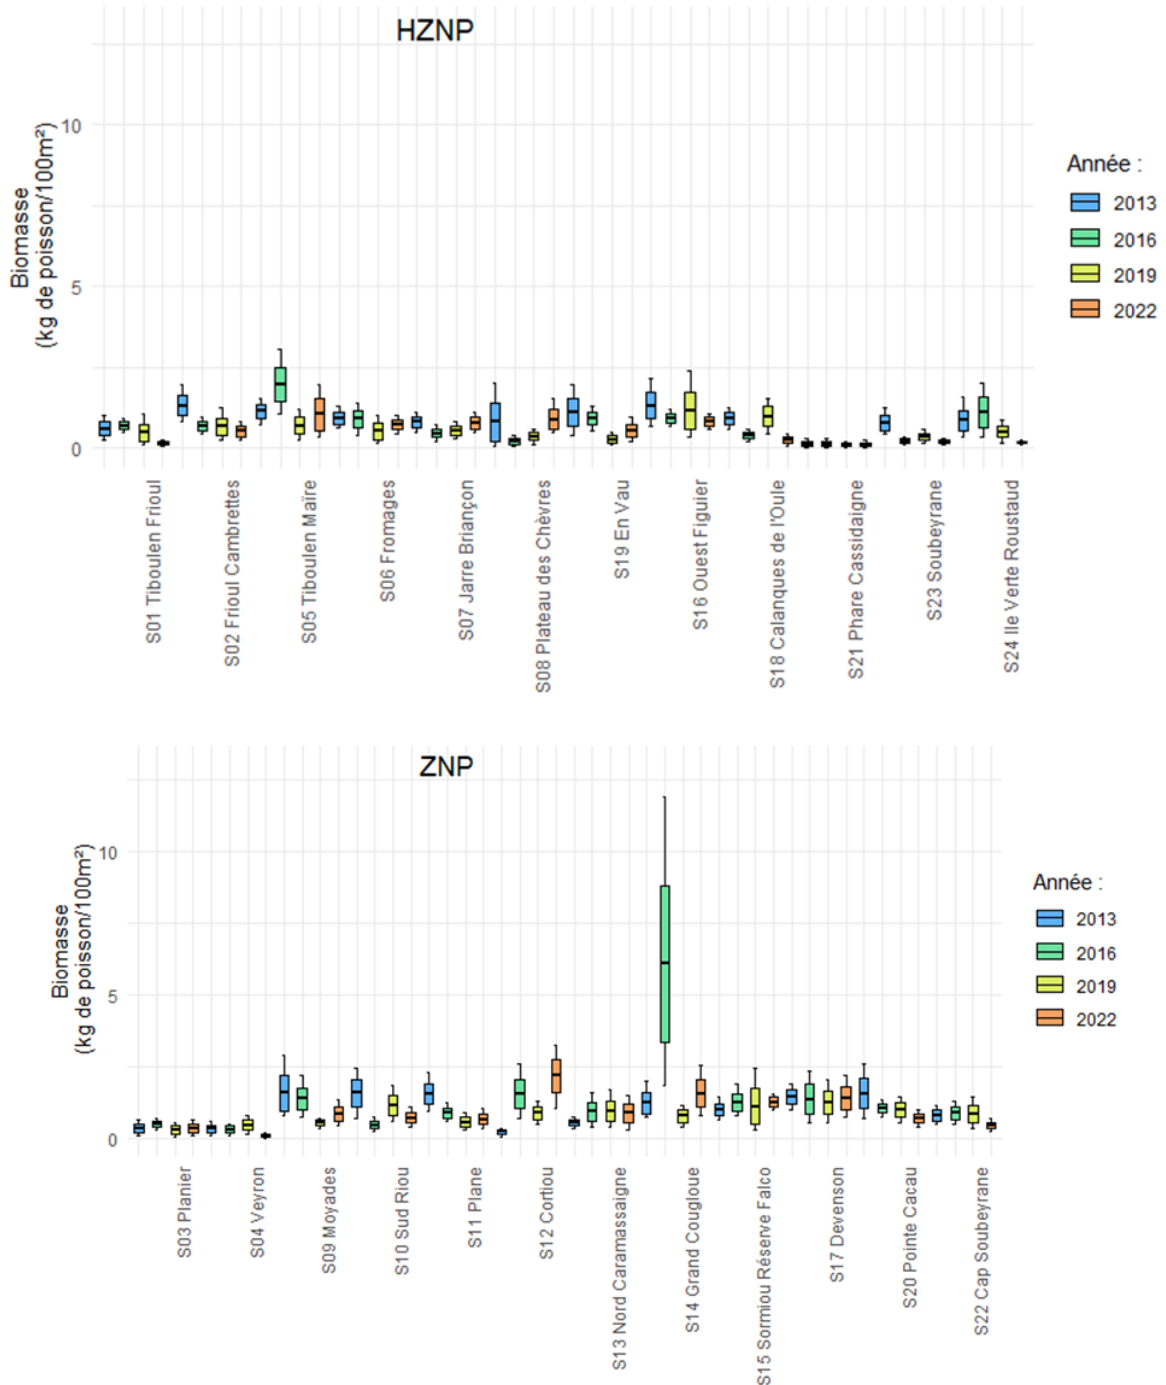 HZNP
10
5
0
Biomasse
(kg de poisson/100m²)
Année :
2013
2016
2019
2022
S01 Tiboulen Frioul
S02 Frioul Cambrettes
S05 Tiboulen Maïre
S06 Fromages
S07 Jarre Briançon
S08 Plateau des Chèvres
S19 En Vau
S16 Ouest Figuier
S18 Calanques de l'Oule
S21 Phare Cassidaigne
S23 Soubeyrane
S24 Ile Verte Roustaud
ZNP
10
5
0
Biomasse
(kg de poisson/100m²)
Année :
2013
2016
2019
2022
S03 Planier
S04 Veyron
S09 Moyades
S10 Sud Riou
S11 Plane
S12 Cortiou
S13 Nord Caramassaigne
S14 Grand Cougloue
S15 Sormiou Réserve Falco
S17 Devenson
S20 Pointe Cacau
S22 Cap Soubeyrane